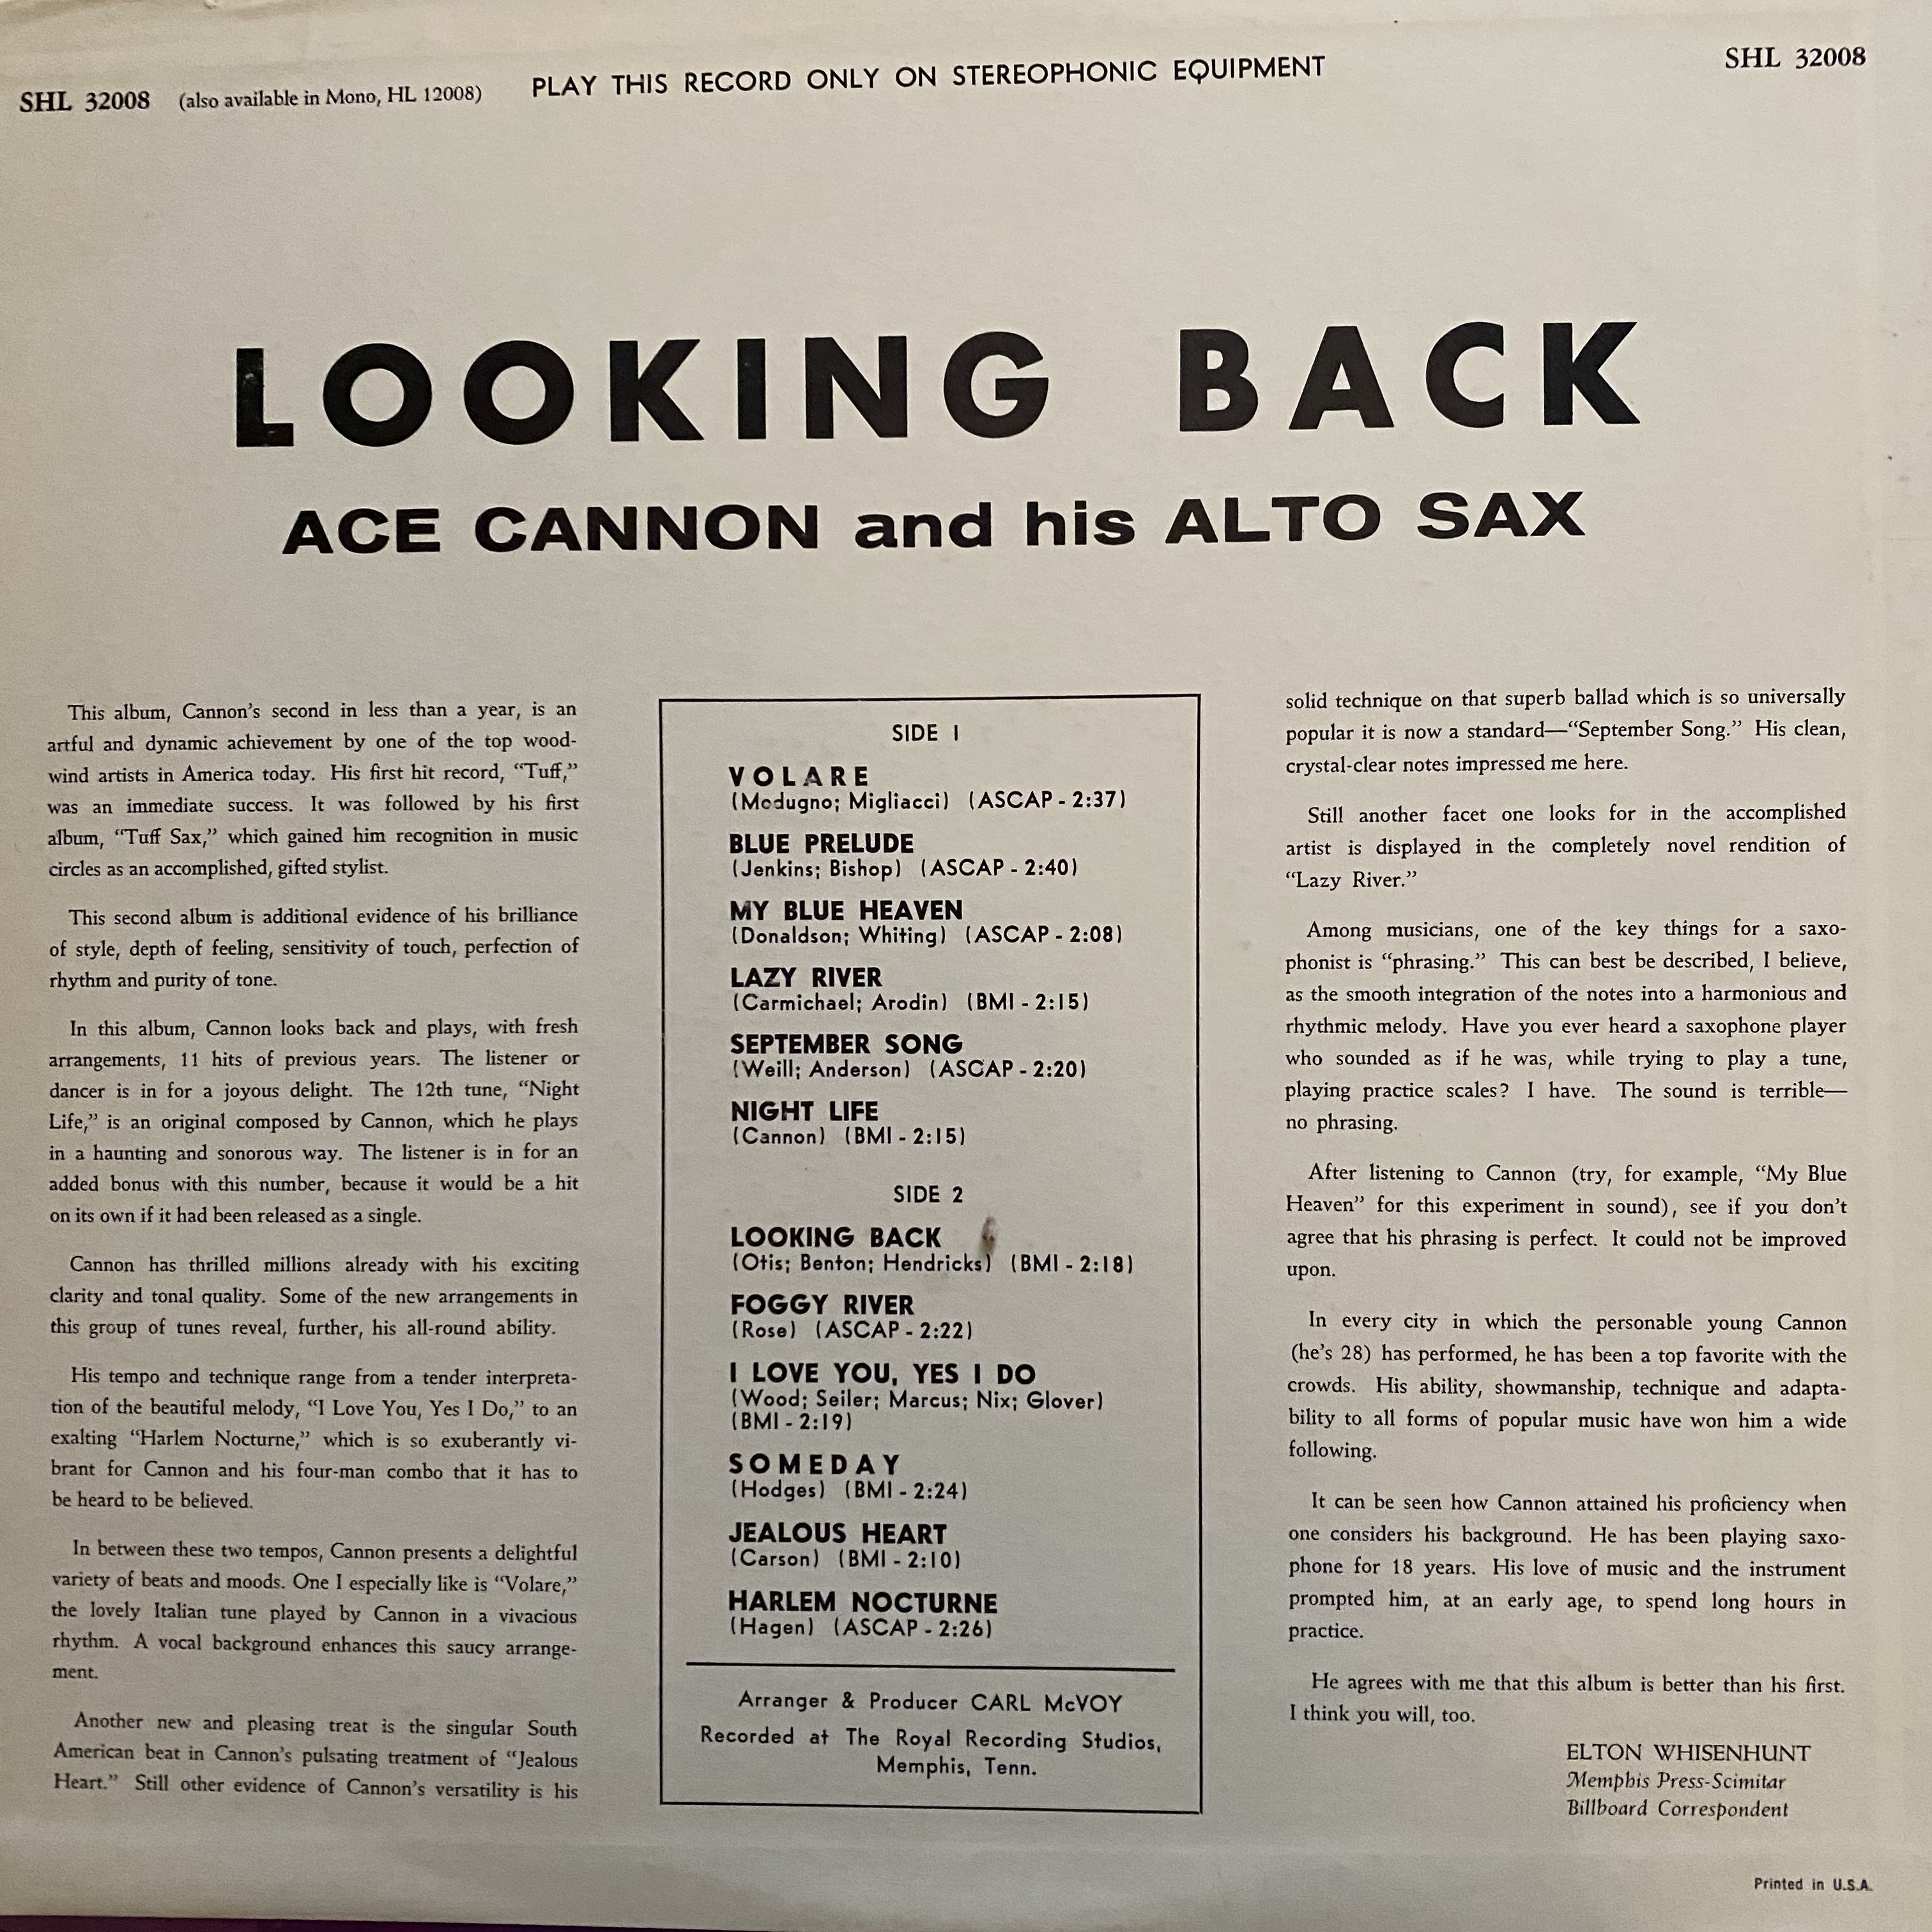 SHL 32008 (also available in Mono, HL 12008) PLAY THIS RECORD ONLY ON STEREOPHONIC EQUIPMENT SHL 32008
LOOKING BACK
ACE CANNON and his ALTO SAX
This album, Cannon's second in less than a year, is an
artful and dynamic achievement by one of the top wood-
wind artists in America today. His first hit record, “Tuff,”
was an immediate success. It was followed by his first
album, “Tuff Sax,” which gained him recognition in music
circles as an accomplished, gifted stylist.
This second album is additional evidence of his brilliance
of style, depth of feeling, sensitivity of touch, perfection of
rhythm and purity of tone.
In this album, Cannon looks back and plays, with fresh
arrangements, 11 hits of previous years. The listener or
dancer is in for a joyous delight. The 12th tune, “Night
Life,” is an original composed by Cannon, which he plays
in a haunting and sonorous way. The listener is in for an
added bonus with this number, because it would be a hit
on its own if it had been released as a single.
Cannon has thrilled millions already with his exciting
clarity and tonal quality. Some of the new arrangements in
this group of tunes reveal, further, his all-round ability.
His tempo and technique range from a tender interpreta-
tion of the beautiful melody, “I Love You, Yes I Do,” to an
exalting “Harlem Nocturne,” which is so exuberantly vi-
brant for Cannon and his four-man combo that it has to
be heard to be believed.
In between these two tempos, Cannon presents a delightful
variety of beats and moods. One I especially like is “Volare,”
the lovely Italian tune played by Cannon in a vivacious
rhythm. A vocal background enhances this saucy arrange-
ment.
Another new and pleasing treat is the singular South
American beat in Cannon's pulsating treatment of “Jealous
Heart.” Still other evidence of Cannon's versatility is his
SIDE 1
VOLARE
(Modugno; Migliacci) (ASCAP - 2:37)
BLUE PRELUDE
(Jenkins; Bishop) (ASCAP - 2:40)
MY BLUE HEAVEN
(Donaldson; Whiting) (ASCAP - 2:08)
LAZY RIVER
(Carmichael; Arodin) (BMI - 2:15)
SEPTEMBER SONG
(Weill; Anderson) (ASCAP - 2:20)
NIGHT LIFE
(Cannon) (BMI - 2:15)
SIDE 2
LOOKING BACK
(Otis; Benton; Hendricks) (BMI - 2:18)
FOGGY RIVER
(Rose) (ASCAP - 2:22)
I LOVE YOU, YES I DO
(Wood; Seiler; Marcus; Nix; Glover)
(BMI - 2:19)
SOMEDAY
(Hodges) (BMI - 2:24)
JEALOUS HEART
(Carson) (BMI - 2:10)
HARLEM NOCTURNE
(Hagen) (ASCAP - 2:26)
Arranger & Producer CARL McVOY
Recorded at The Royal Recording Studios,
Memphis, Tenn.
solid technique on that superb ballad which is so universally
popular it is now a standard—“September Song.” His clean,
crystal-clear notes impressed me here.
Still another facet one looks for in the accomplished
artist is displayed in the completely novel rendition of
“Lazy River.”
Among musicians, one of the key things for a saxo-
phonist is “phrasing.” This can best be described, I believe,
as the smooth integration of the notes into a harmonious and
rhythmic melody. Have you ever heard a saxophone player
who sounded as if he was, while trying to play a tune,
playing practice scales? I have. The sound is terrible—
no phrasing.
After listening to Cannon (try, for example, “My Blue
Heaven” for this experiment in sound), see if you don't
agree that his phrasing is perfect. It could not be improved
upon.
In every city in which the personable young Cannon
(he's 28) has performed, he has been a top favorite with the
crowds. His ability, showmanship, technique and adapta-
bility to all forms of popular music have won him a wide
following.
It can be seen how Cannon attained his proficiency when
one considers his background. He has been playing saxo-
phone for 18 years. His love of music and the instrument
prompted him, at an early age, to spend long hours in
practice.
He agrees with me that this album is better than his first.
I think you will, too.
ELTON WHISENHUNT
Memphis Press-Scimitar
Billboard Correspondent
Printed in U.S.A.